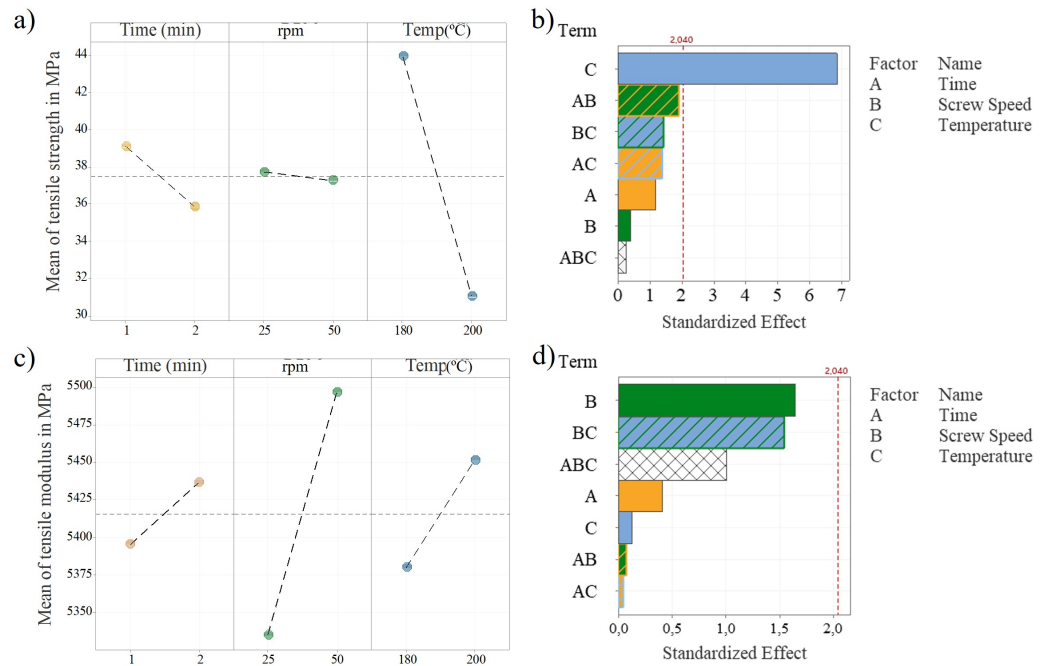 a)
Time (min)
rpm
Temp(ºC)
Mean of tensile strength in MPa
44
42
40
39
38
36
34
31
30
1
2
25
50
180
200
b)
Term
2,040
C
AB
BC
AC
A
B
ABC
0
1
2
3
4
5
6
7
Standardized Effect
Factor Name
A Time
B Screw Speed
C Temperature
c)
Time (min)
rpm
Temp(ºC)
Mean of tensile modulus in MPa
5500
5475
5450
5425
5400
5375
5350
1
2
25
50
180
200
d)
Term
2,040
B
BC
ABC
A
C
AB
AC
0,0
0,5
1,0
1,5
2,0
Standardized Effect
Factor Name
A Time
B Screw Speed
C Temperature